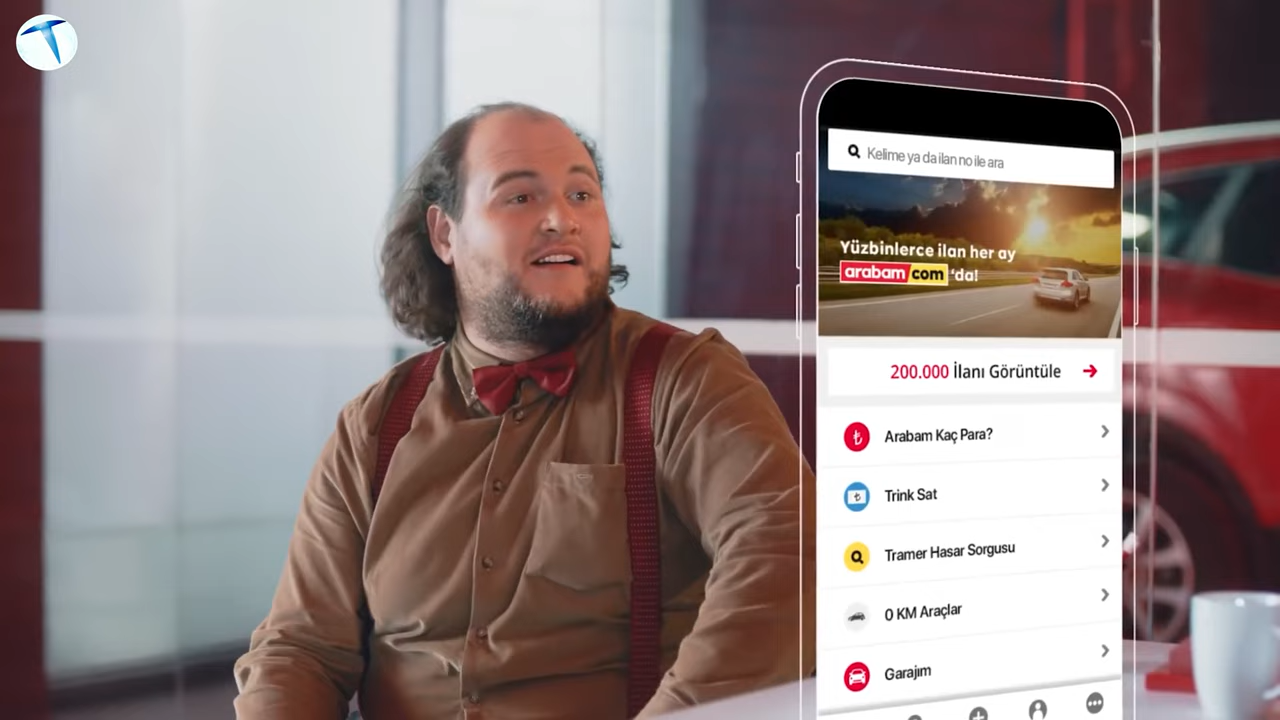 Kelime ya da ilan no ile ara
Yüzbinlerce ilan her ay
arabam com 'da!
200.000 İlanı Görüntüle
Arabam Kaç Para?
Trink Sat
Tramer Hasar Sorgusu
0 KM Araçlar
Garajım